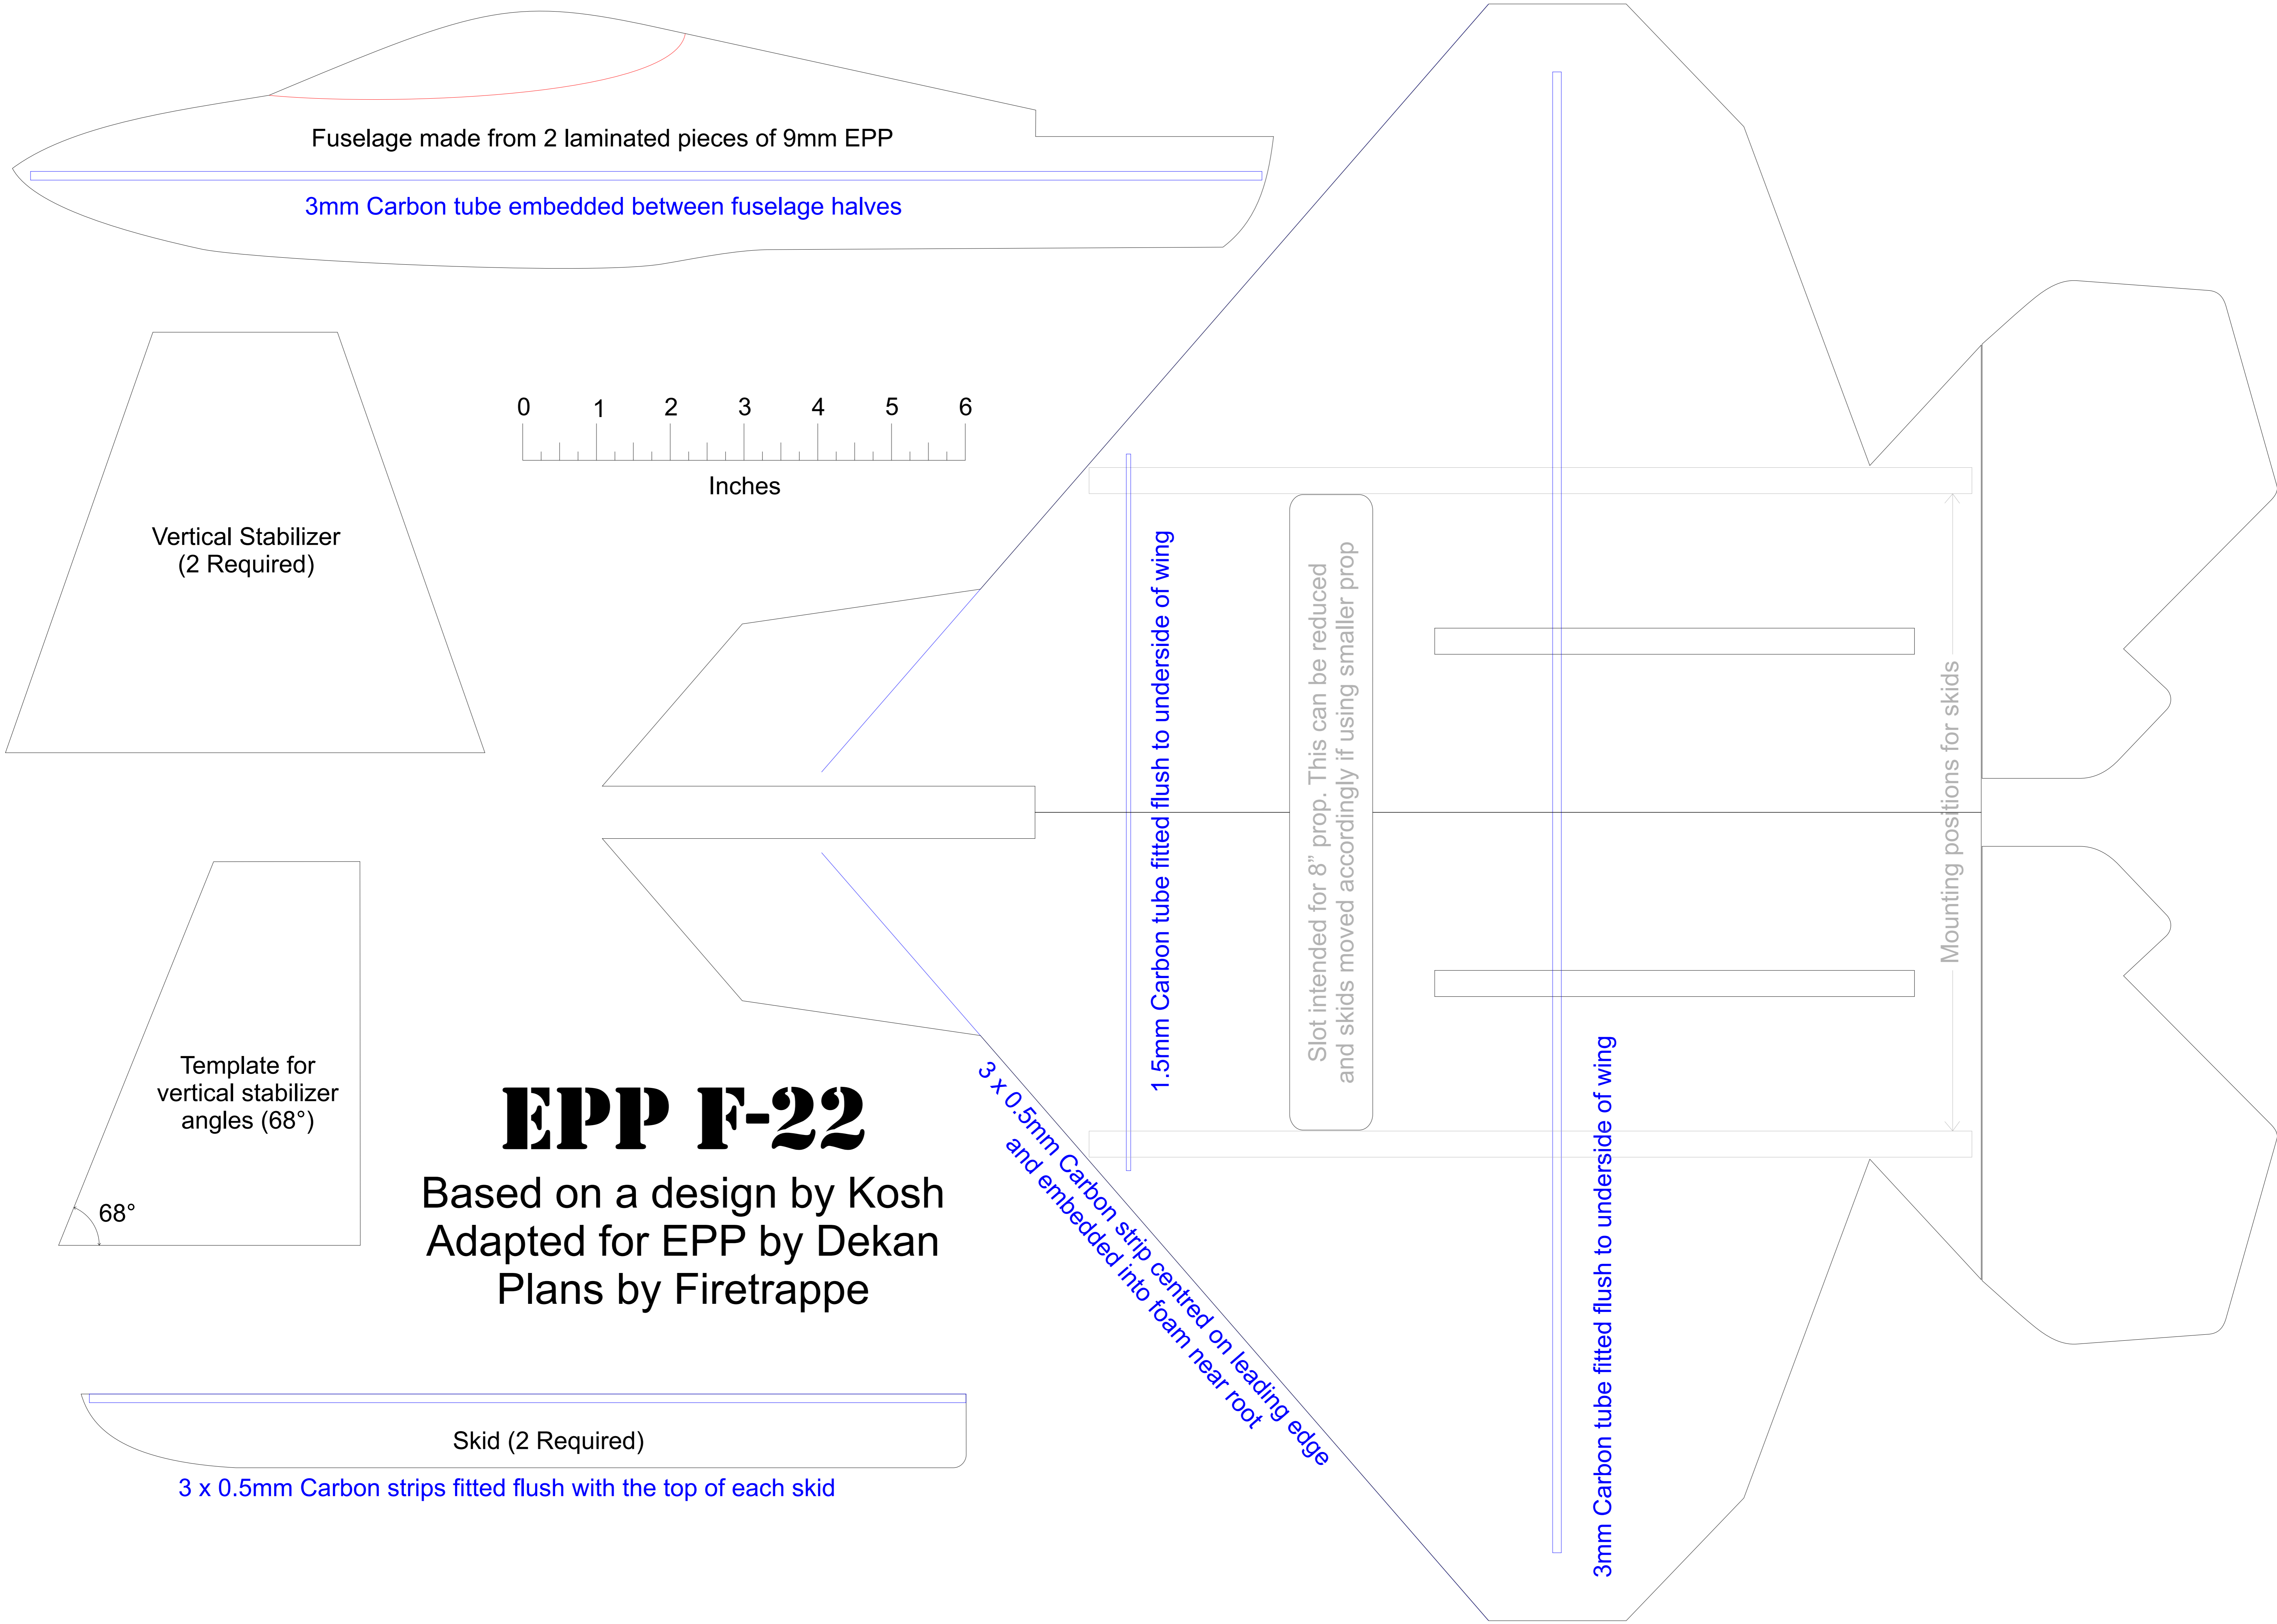 Fuselage made from 2 laminated pieces of 9mm EPP
3mm Carbon tube embedded between fuselage halves
Vertical Stabilizer
(2 Required)
0 1 2 3 4 5 6
Inches
Template for
vertical stabilizer
angles (68°)
68°
EPP F-22
Based on a design by Kosh
Adapted for EPP by Dekan
Plans by Firetrappe
Skid (2 Required)
3 x 0.5mm Carbon strips fitted flush with the top of each skid
3 x 0.5mm Carbon strip centred on leading edge
and embedded into foam near root
1.5mm Carbon tube fitted flush to underside of wing
Slot intended for 8” prop. This can be reduced
and skids moved accordingly if using smaller prop
3mm Carbon tube fitted flush to underside of wing
Mounting positions for skids